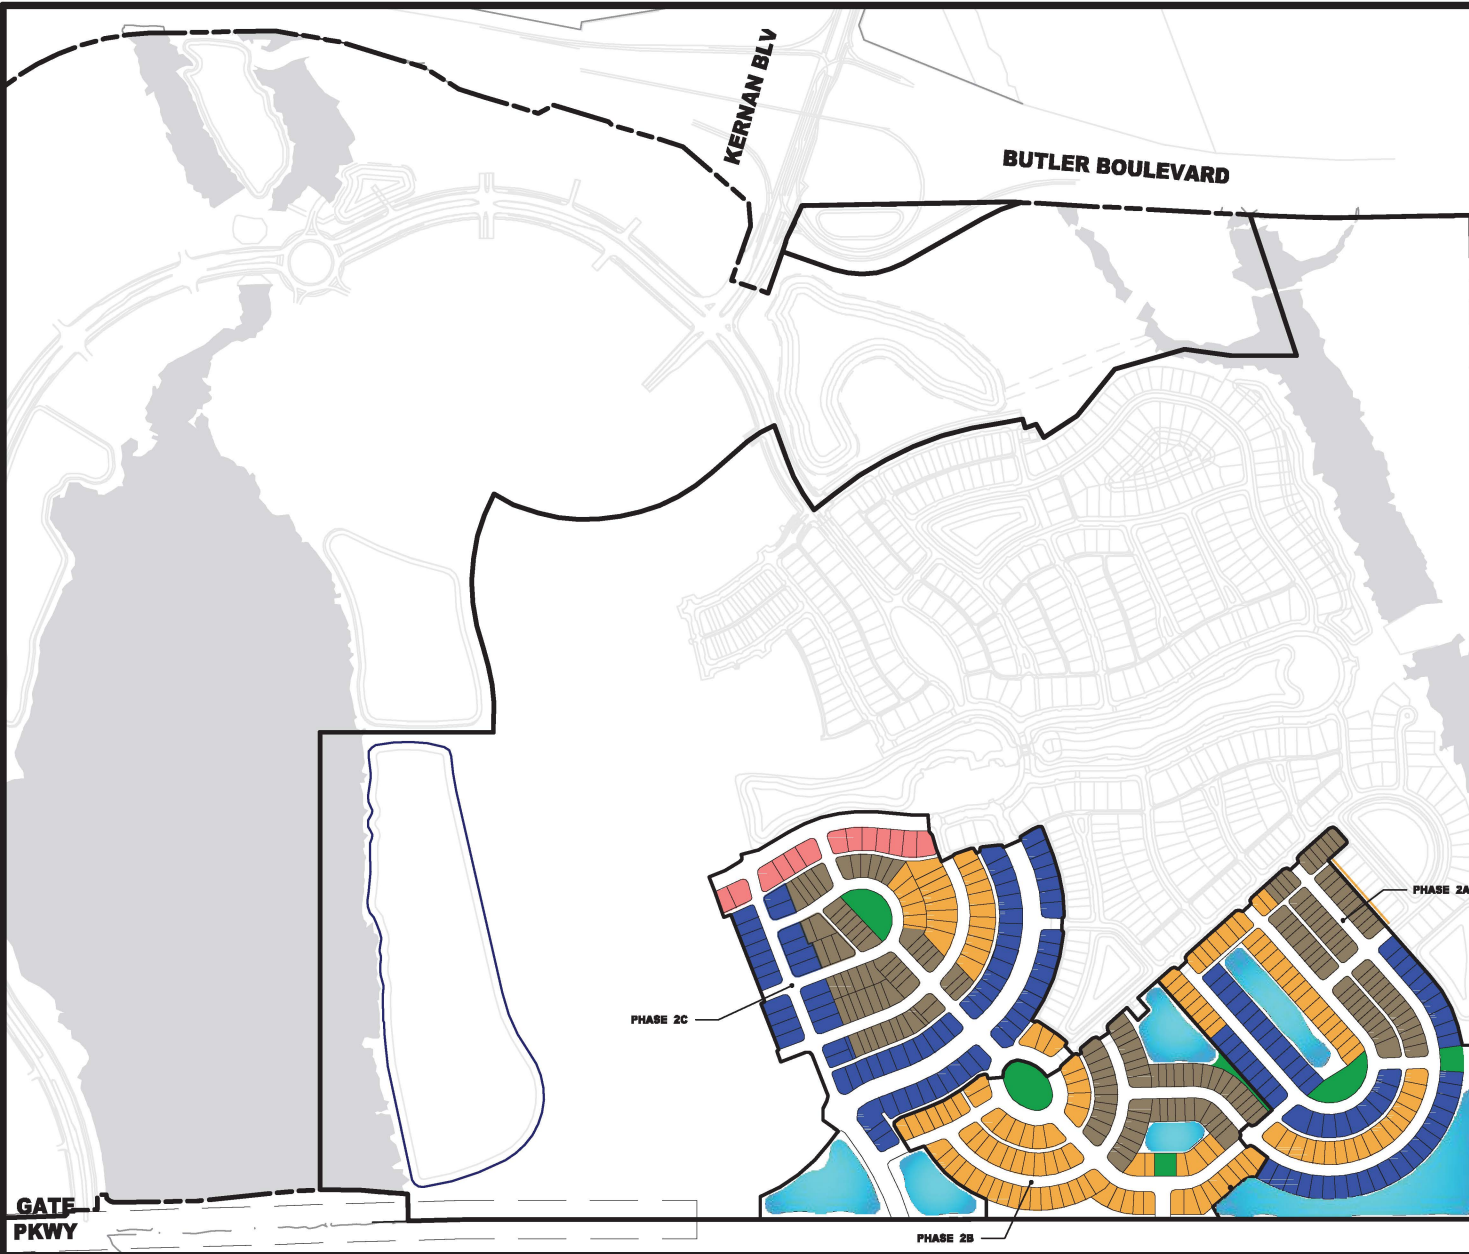 KERNAN BLV
BUTLER BOULEVARD
PHASE 2A
PHASE 2C
GATE
PKWY
PHASE 2B